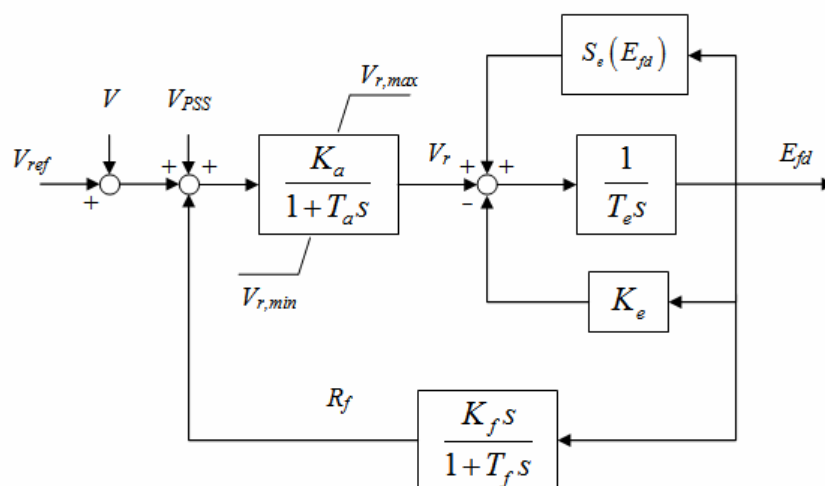 S_e(E_fd)
V_r,max
V
V_PSS
K_a
1 + T_a s
V_r
1
T_e s
E_fd
V_ref
+
+
+
+
+
-
V_r,min
K_e
R_f
K_f s
1 + T_f s